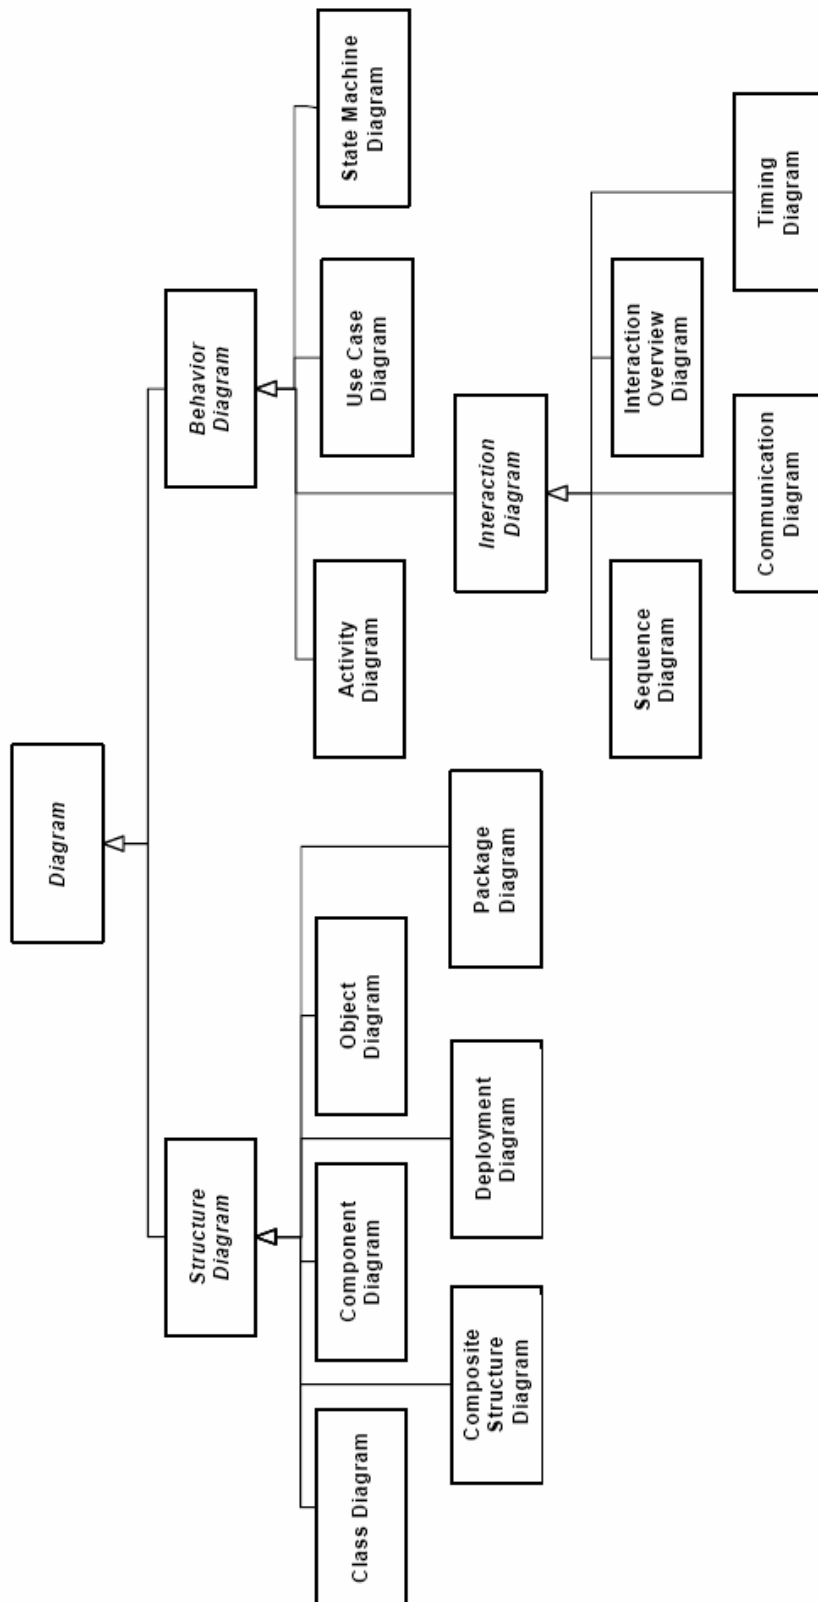 Diagram
Structure
Diagram
Behavior
Diagram
Class Diagram
Component
Diagram
Object
Diagram
Activity
Diagram
Use Case
Diagram
State Machine
Diagram
Composite
Structure
Diagram
Deployment
Diagram
Package
Diagram
Interaction
Diagram
Sequence
Diagram
Interaction
Overview
Diagram
Communication
Diagram
Timing
Diagram